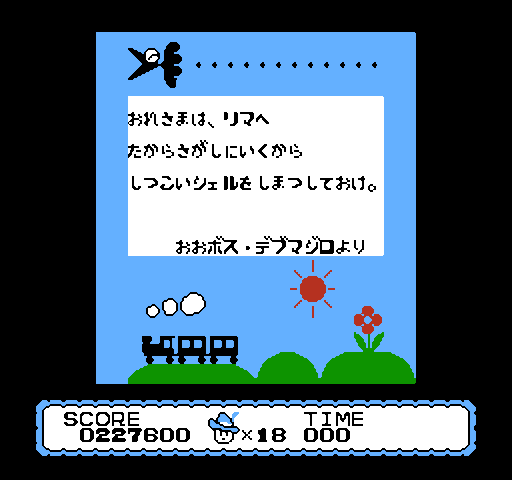 おれさまは、リマへ
たからさがしにいくから
しつこいシェルをしまつしておけ。
おおボス・デブマジロより
SCORE TIME
0227600 ×18 000